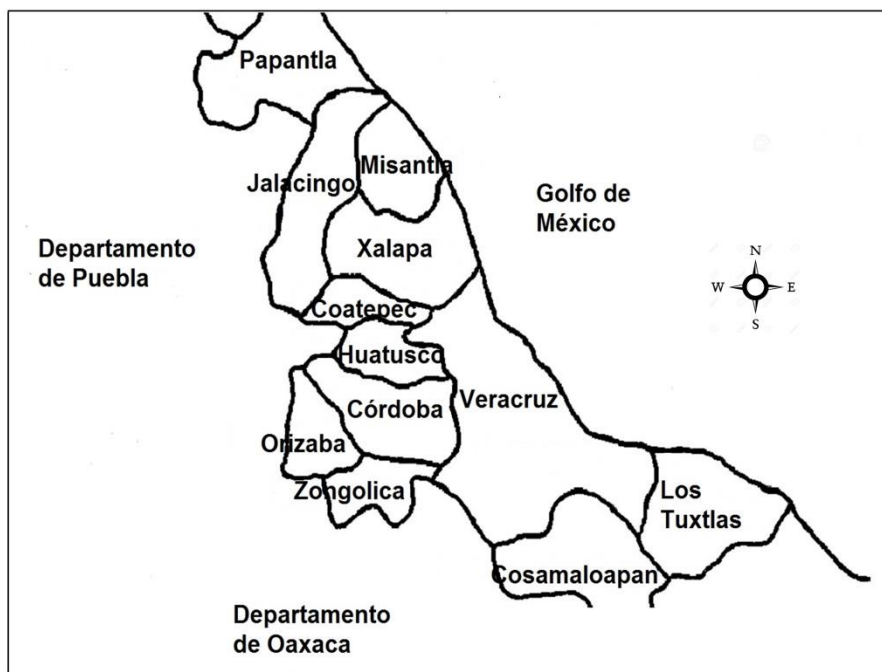 Papantla
Misantla
Jalacingo
Golfo de
México
Departamento
de Puebla
Xalapa
N
W
E
S
Coatepec
Huatusco
Veracruz
Córdoba
Orizaba
Zongolica
Los
Tuxtlas
Cosamaloapan
Departamento
de Oaxaca